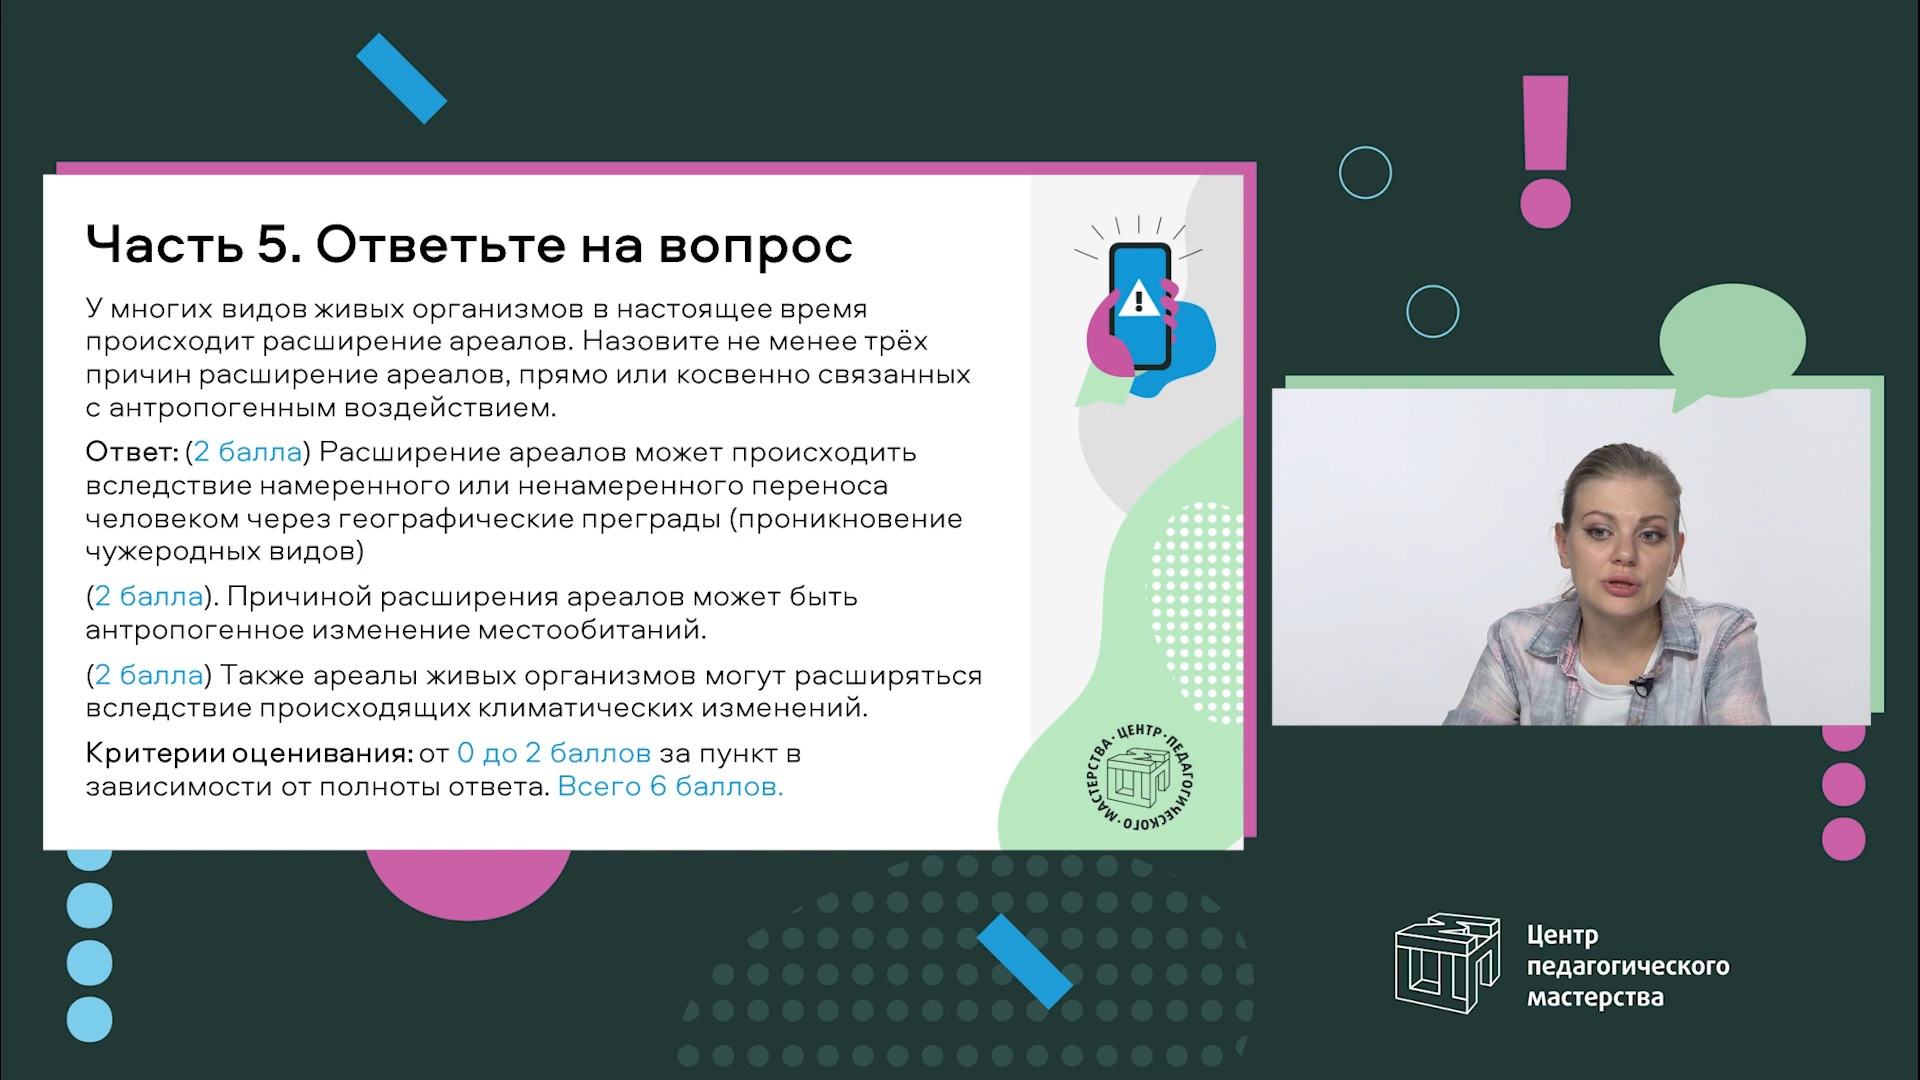 Часть 5. Ответьте на вопрос
У многих видов живых организмов в настоящее время
происходит расширение ареалов. Назовите не менее трёх
причин расширение ареалов, прямо или косвенно связанных
с антропогенным воздействием.
Ответ: (2 балла) Расширение ареалов может происходить
вследствие намеренного или ненамеренного переноса
человеком через географические преграды (проникновение
чужеродных видов)
(2 балла). Причиной расширения ареалов может быть
антропогенное изменение местообитаний.
(2 балла) Также ареалы живых организмов могут расширяться
вследствие происходящих климатических изменений.
Критерии оценивания: от 0 до 2 баллов за пункт в
зависимости от полноты ответа. Всего 6 баллов.
ЦЕНТР·ПЕДАГОГИЧЕСКОГО·МАСТЕРСТВА·
Центр
педагогического
мастерства